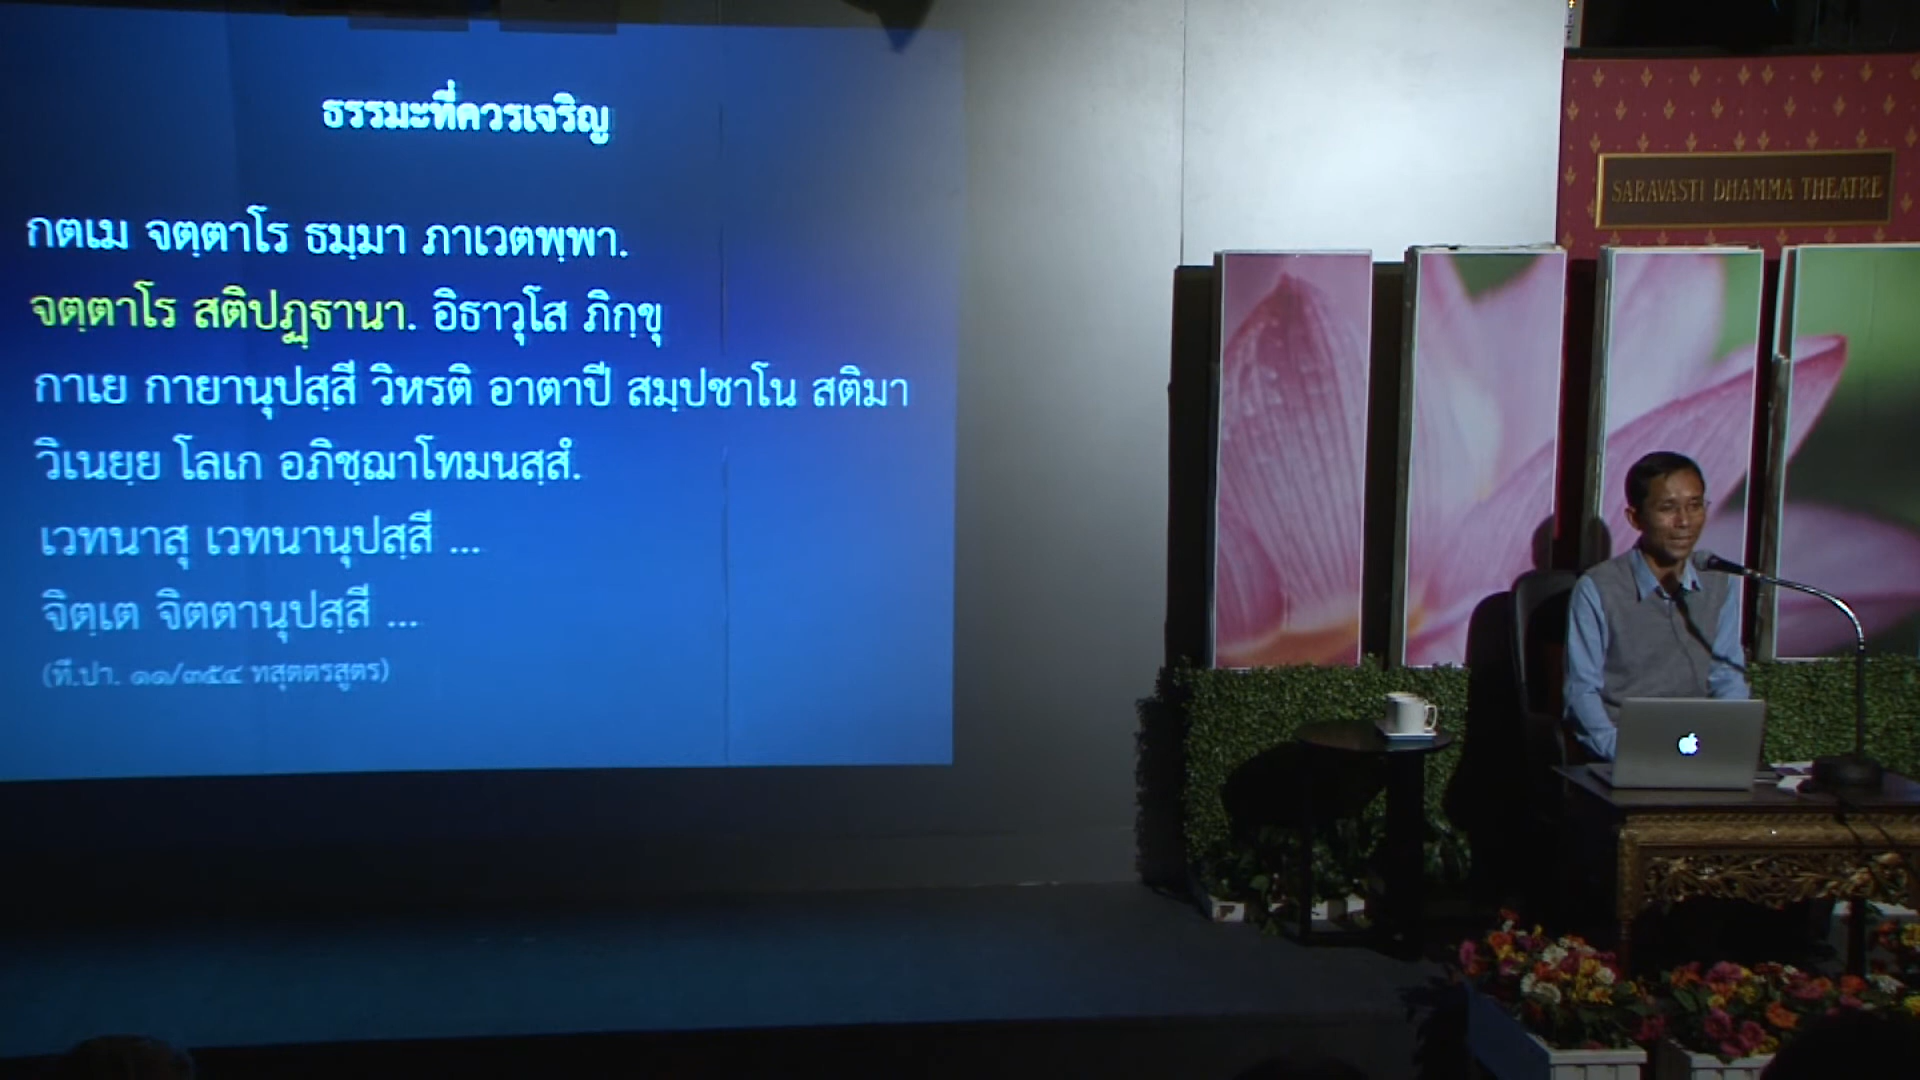 ธรรมะที่ควรเจริญ
กตเม จตฺตาโร ธมฺมา ภาเวตพฺพา.
จตฺตาโร สติปฏฺฐานา. อิธาวุโส ภิกฺขุ
กาเย กายานุปสฺสี วิหรติ อาตาปี สมฺปชาโน สติมา
วิเนยฺย โลเก อภิชฺฌาโทมนสฺสํ.
เวทนาสุ เวทนานุปสฺสี ...
จิตฺเต จิตตานุปสฺสี ...
(ที.ปา. ๑๑/๓๕๔ ทสุตตรสูตร)
SARAVASTI DHAMMA THEATRE